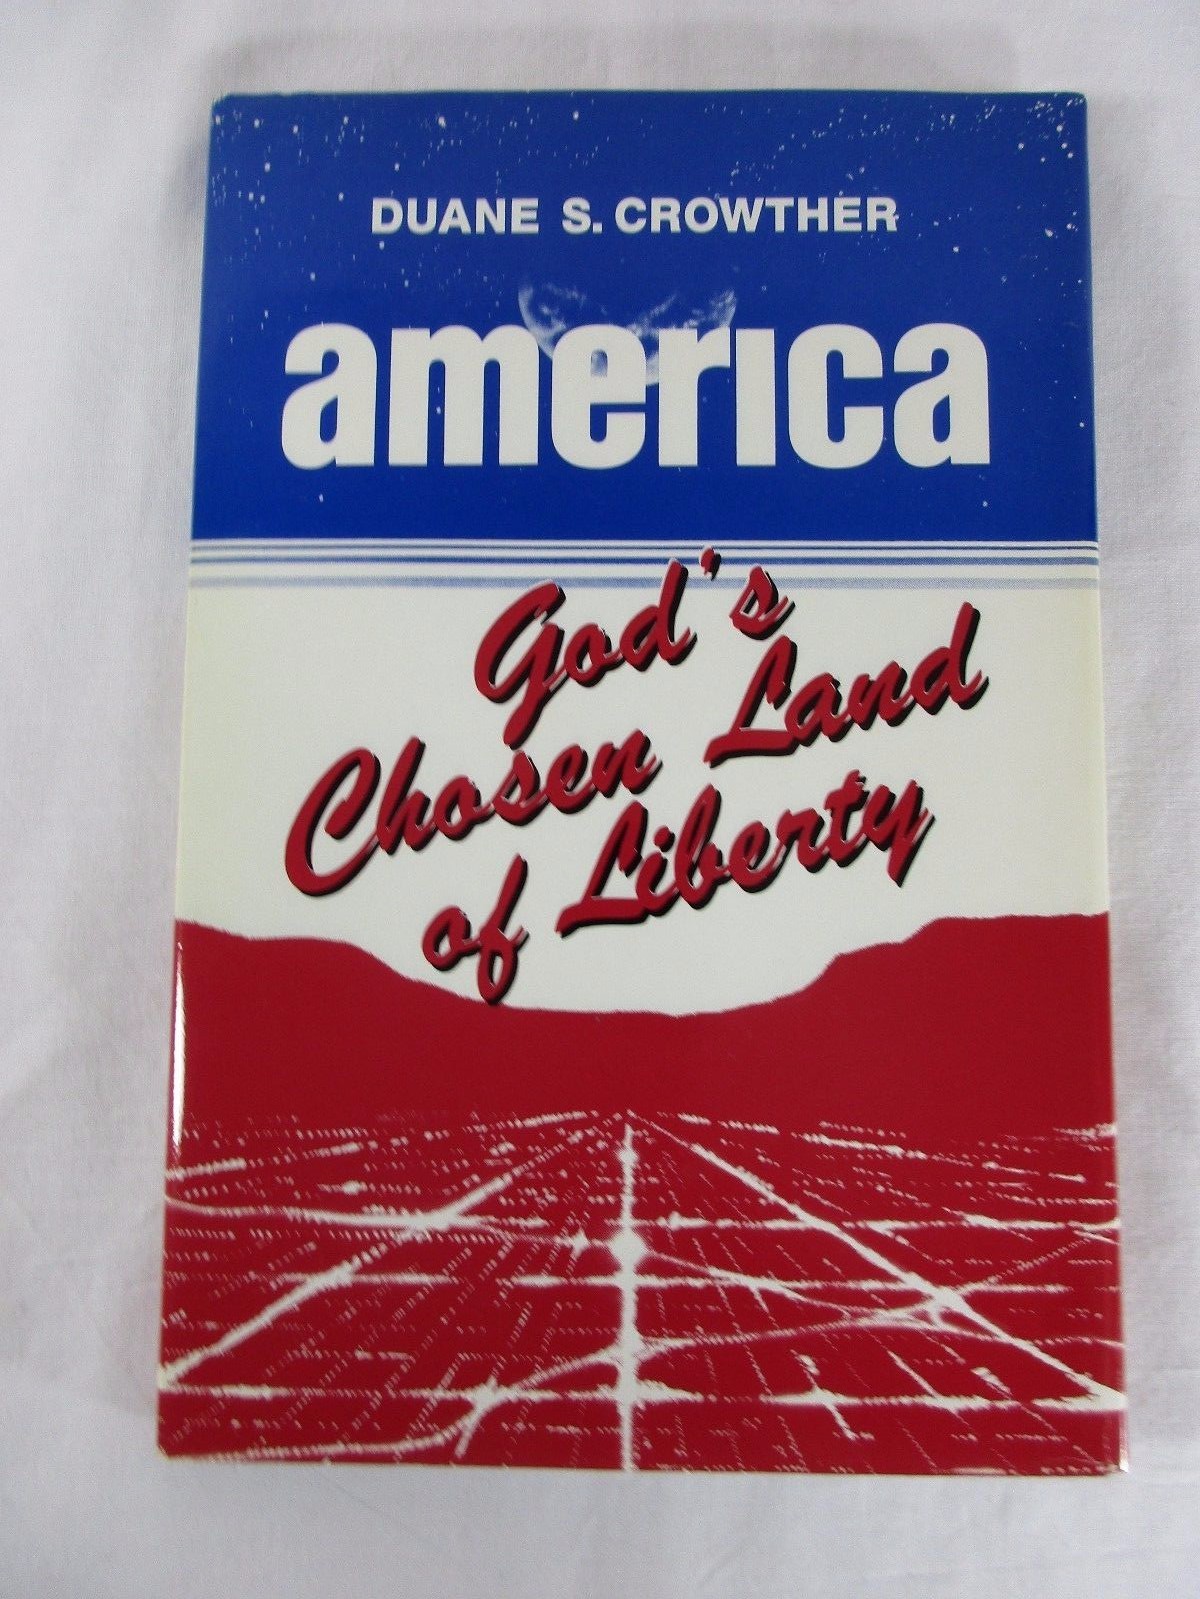 DUANE S. CROWTHER
america
God's
Chosen Land
of Liberty